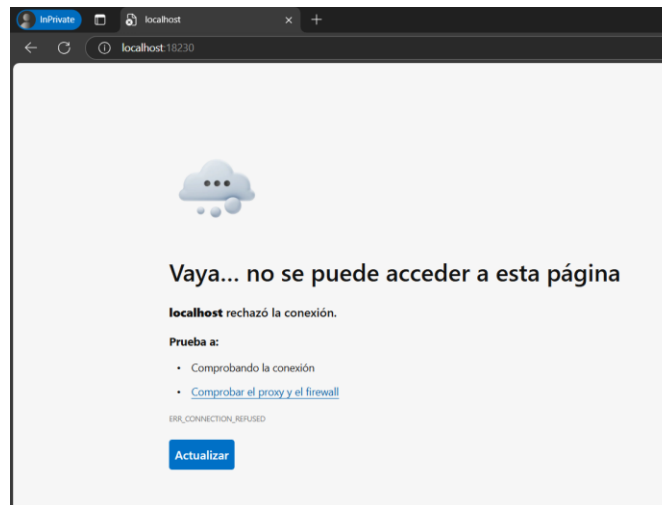 InPrivate
localhost
localhost:18230
Vaya... no se puede acceder a esta página
localhost rechazó la conexión.
Prueba a:
• Comprobando la conexión
• Comprobar el proxy y el firewall
ERR_CONNECTION_REFUSED
Actualizar